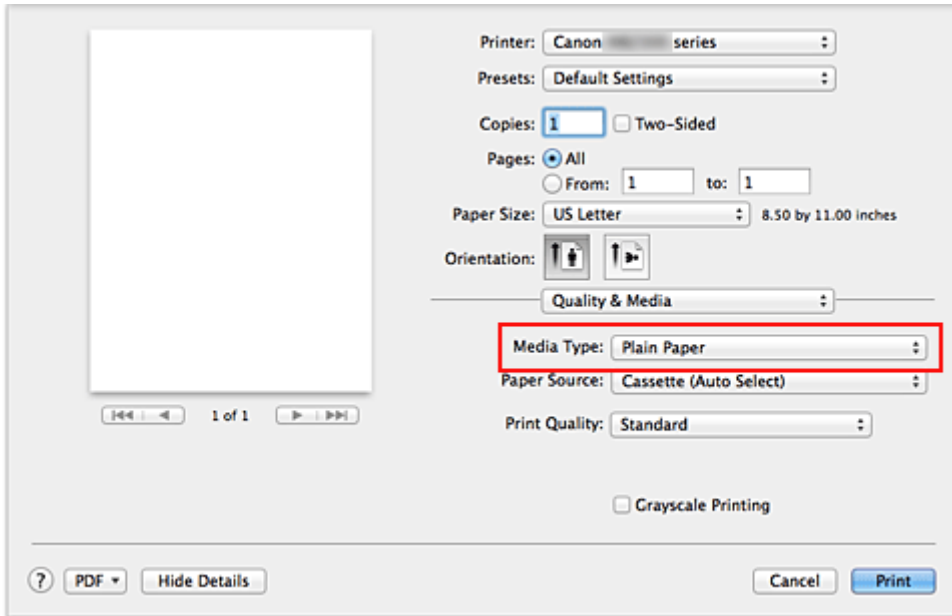 Printer: Canon series
Presets: Default Settings
Copies: 1 Two-Sided
Pages: All
From: 1 to: 1
Paper Size: US Letter 8.50 by 11.00 inches
Orientation:
Quality & Media
Media Type: Plain Paper
Paper Source: Cassette (Auto Select)
1 of 1
Print Quality: Standard
Grayscale Printing
? PDF Hide Details Cancel Print